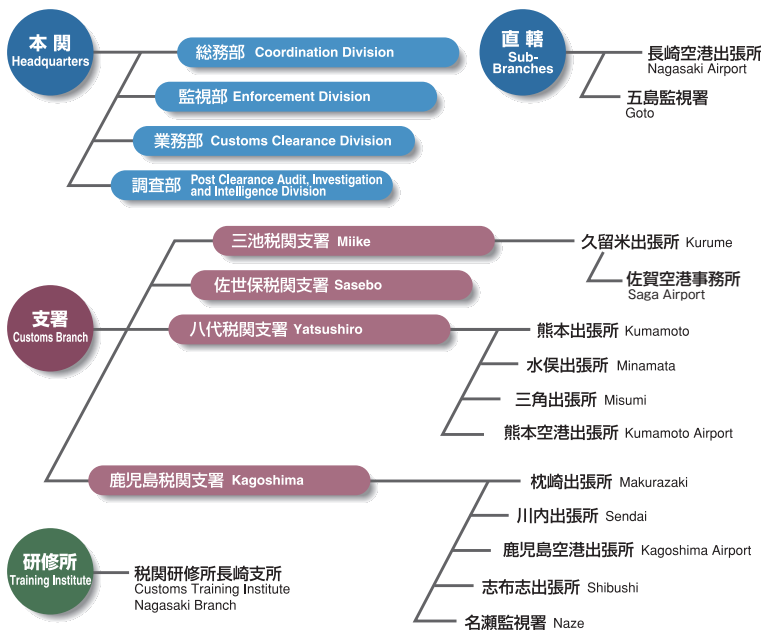 本関
Headquarters
総務部 Coordination Division
監視部 Enforcement Division
業務部 Customs Clearance Division
調査部 Post Clearance Audit, Investigation
and Intelligence Division
直轄
Sub-
Branches
長崎空港出張所
Nagasaki Airport
五島監視署
Goto
支署
Customs Branch
三池税関支署 Miike
久留米出張所 Kurume
佐賀空港事務所
Saga Airport
佐世保税関支署 Sasebo
八代税関支署 Yatsushiro
熊本出張所 Kumamoto
水俣出張所 Minamata
三角出張所 Misumi
熊本空港出張所 Kumamoto Airport
鹿児島税関支署 Kagoshima
枕崎出張所 Makurazaki
川内出張所 Sendai
鹿児島空港出張所 Kagoshima Airport
志布志出張所 Shibushi
名瀬監視署 Naze
研修所
Training Institute
税関研修所長崎支所
Customs Training Institute
Nagasaki Branch